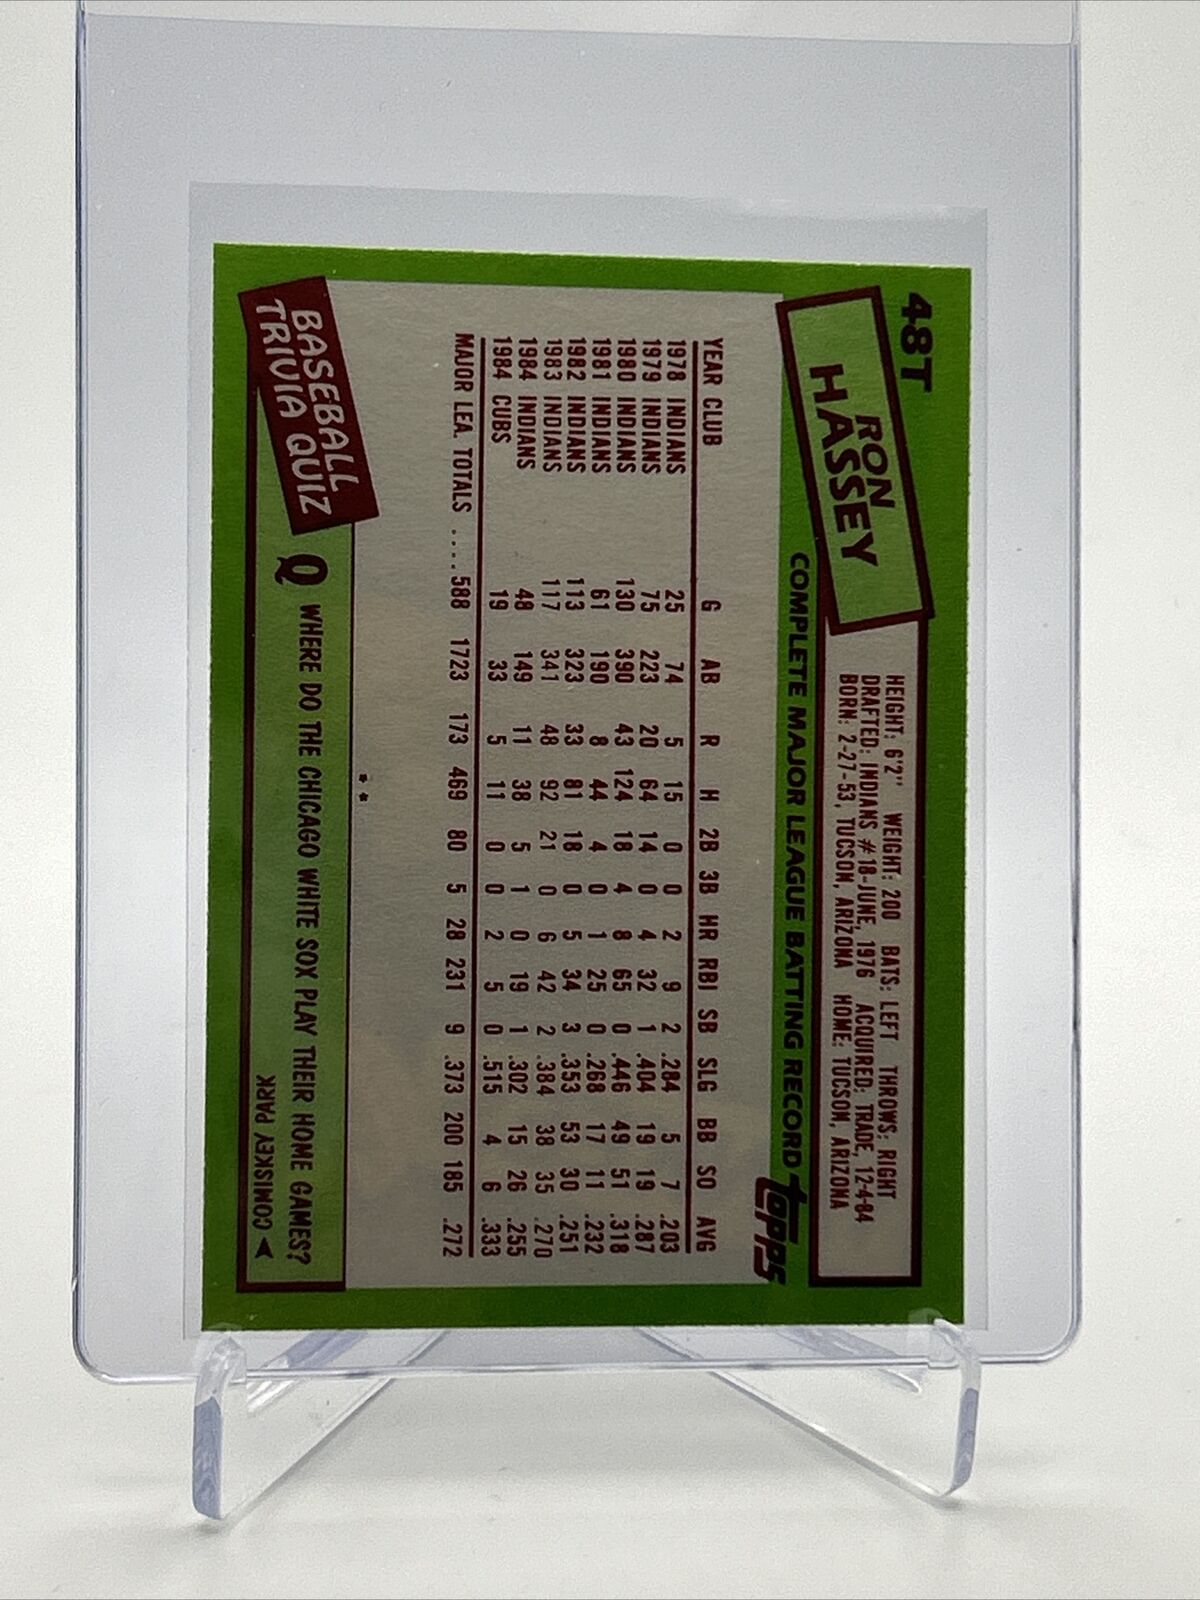 48T
RON
HASSEY
HEIGHT: 6'2" WEIGHT: 200 BATS: LEFT THROWS: RIGHT
DRAFTED: INDIANS #18-JUNE, 1976 ACQUIRED: TRADE, 12-4-84
BORN: 2-27-53, TUCSON, ARIZONA HOME: TUCSON, ARIZONA
COMPLETE MAJOR LEAGUE BATTING RECORD topps
YEAR CLUB G AB R H 2B 3B HR RBI SB SLG BB SO AVG
1978 INDIANS 25 74 5 15 0 0 2 9 2 .284 5 7 .203
1979 INDIANS 75 223 20 64 14 0 4 32 1 .404 19 19 .287
1980 INDIANS 130 390 43 124 18 4 8 65 0 .446 49 51 .318
1981 INDIANS 61 190 8 44 4 0 1 25 0 .268 17 11 .232
1982 INDIANS 113 323 33 81 18 0 5 34 3 .353 53 30 .251
1983 INDIANS 117 341 48 92 21 0 6 42 2 .384 38 35 .270
1984 INDIANS 48 149 11 38 5 1 0 19 1 .302 15 26 .255
1984 CUBS 19 33 5 11 0 0 2 5 0 .515 4 6 .333
MAJOR LEA. TOTALS .... 588 1723 173 469 80 5 28 231 9 .373 200 185 .272
BASEBALL
TRIVIA QUIZ
Q WHERE DO THE CHICAGO WHITE SOX PLAY THEIR HOME GAMES?
COMISKEY PARK